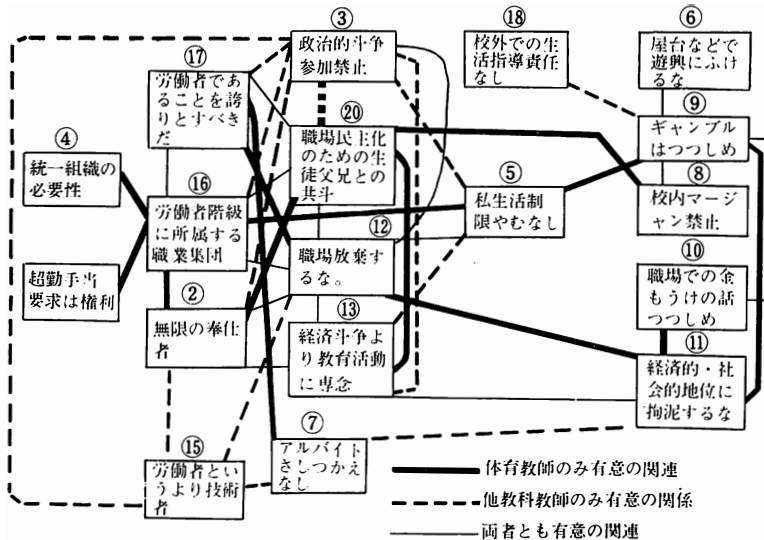 ③
政治的斗争
参加禁止
⑱
校外での生
活指導責任
なし
⑥
屋台などで
遊興にふけ
るな
⑰
労働者であ
ることを誇
りとすべき
だ
⑳
職場民主化
のための生
徒父兄との
共斗
⑨
ギャンブル
はつつしめ
④
統一組織の
必要性
⑯
労働者階級
に所属する
職業集団
⑤
私生活制
限やむなし
⑧
校内マージ
ャン禁止
⑫
職場放棄す
るな。
⑩
職場での金
もうけの話
つつしめ
超勤手当
要求は権利
②
無限の奉仕
者
⑬
経済斗争よ
り教育活動
に専念
⑪
経済的・社
会的地位に
拘泥するな
⑦
アルバイト
さしつかえ
なし
⑮
労働者とい
うより技術
者
体育教師のみ有意の関連
他教科教師のみ有意の関係
両者とも有意の関連